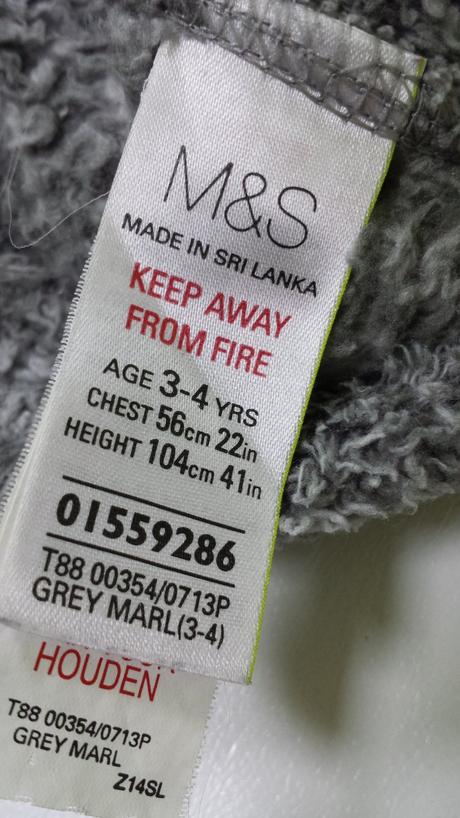 M&S
MADE IN SRI LANKA
KEEP AWAY
FROM FIRE
AGE 3-4 YRS
CHEST 56cm 22in
HEIGHT 104cm 41in
01559286
T88 00354/0713P
GREY MARL(3-4)
HOUDEN
T88 00354/0713P
GREY MARL
Z14SL